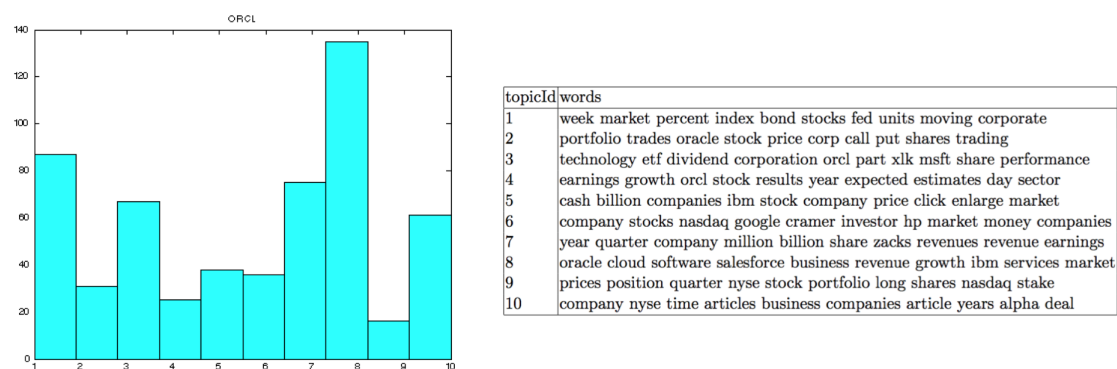 ORCL
140
120
100
80
60
40
20
0
1 2 3 4 5 6 7 8 9 10
topicId words
1 week market percent index bond stocks fed units moving corporate
2 portfolio trades oracle stock price corp call put shares trading
3 technology etf dividend corporation orcl part xlk msft share performance
4 earnings growth orcl stock results year expected estimates day sector
5 cash billion companies ibm stock company price click enlarge market
6 company stocks nasdaq google cramer investor hp market money companies
7 year quarter company million billion share zacks revenues revenue earnings
8 oracle cloud software salesforce business revenue growth ibm services market
9 prices position quarter nyse stock portfolio long shares nasdaq stake
10 company nyse time articles business companies article years alpha deal